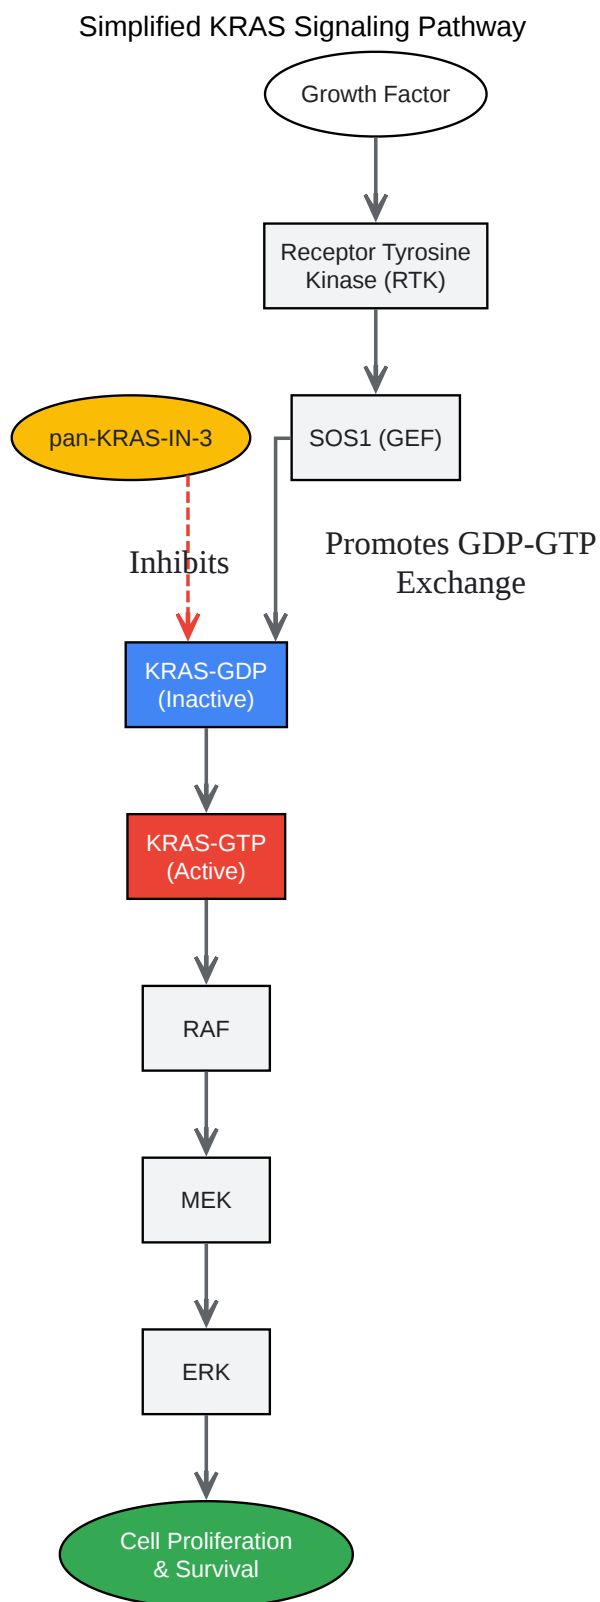 Simplified KRAS Signaling Pathway
Growth Factor
Receptor Tyrosine
Kinase (RTK)
pan-KRAS-IN-3
SOS1 (GEF)
Inhibits
Promotes GDP-GTP
Exchange
KRAS-GDP
(Inactive)
KRAS-GTP
(Active)
RAF
MEK
ERK
Cell Proliferation
& Survival